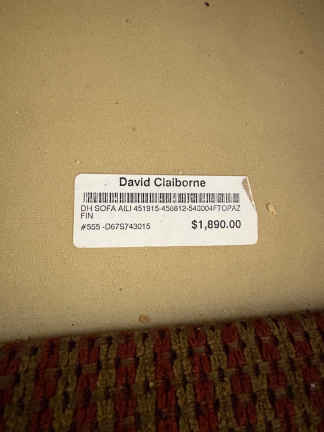 David Claiborne
DH SOFA AILI 451915-456812-540004FTOPAZ
FIN
#555 -D67S743015 $1,890.00